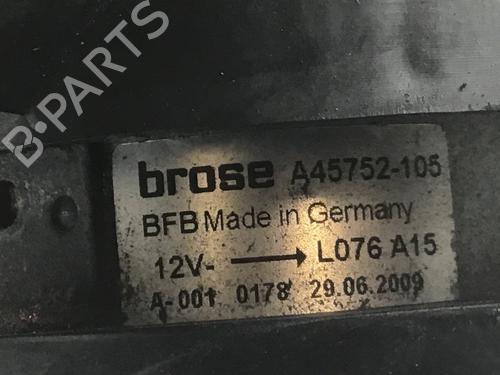 B-PARTS
brose A45752-105
BFB Made in Germany
12V- → L076 A15
A-001 0178 29.06.2009